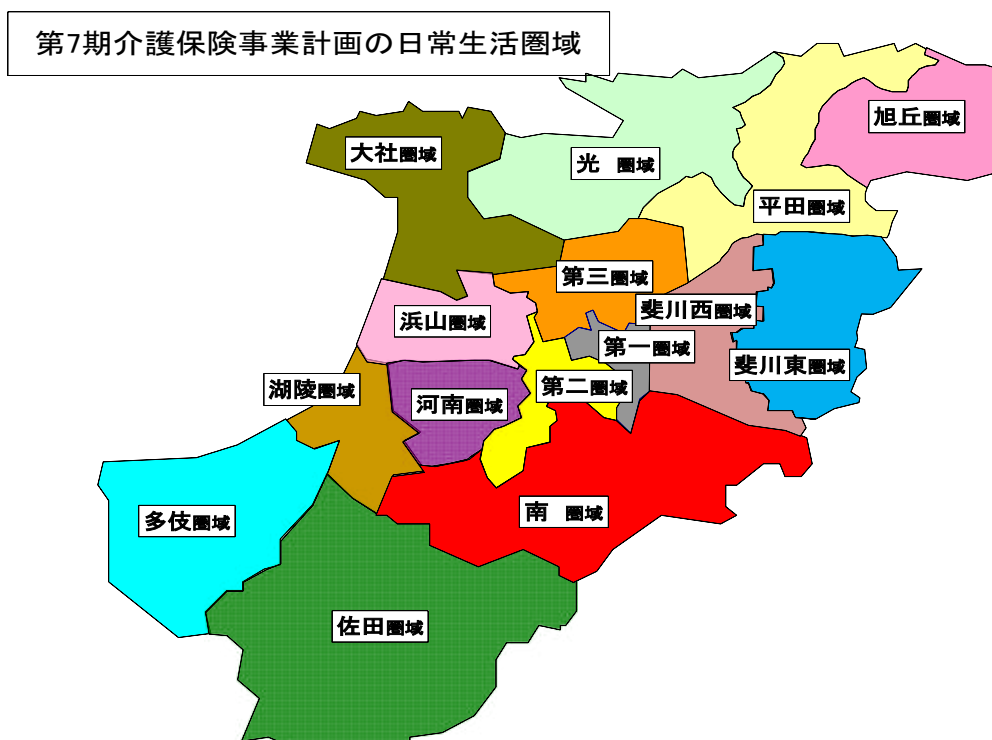 第7期介護保険事業計画の日常生活圏域
旭丘圏域
大社圏域
光　圏域
平田圏域
第三圏域
斐川西圏域
浜山圏域
第一圏域
斐川東圏域
湖陵圏域
第二圏域
河南圏域
南　圏域
多伎圏域
佐田圏域